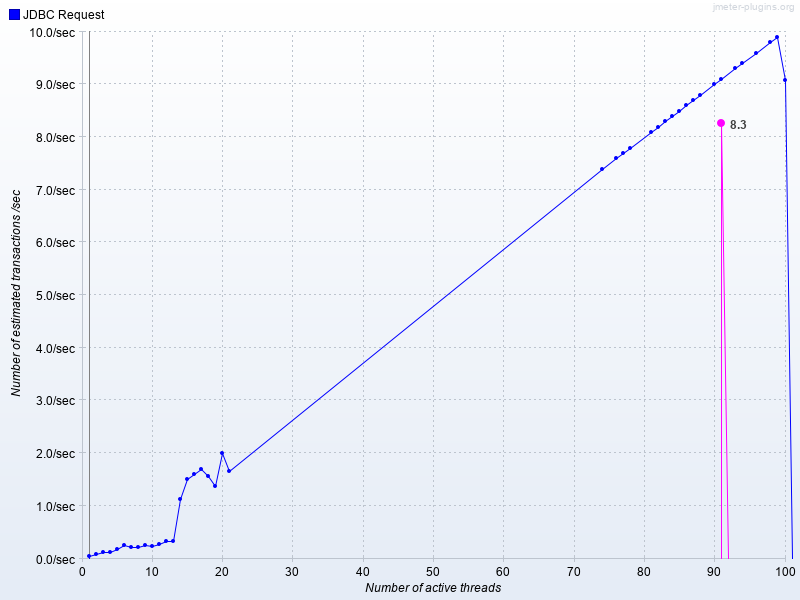 jmeter-plugins.org
JDBC Request
10.0/sec
9.0/sec
8.0/sec
7.0/sec
6.0/sec
5.0/sec
4.0/sec
3.0/sec
2.0/sec
1.0/sec
0.0/sec
Number of estimated transactions /sec
8.3
0 10 20 30 40 50 60 70 80 90 100
Number of active threads